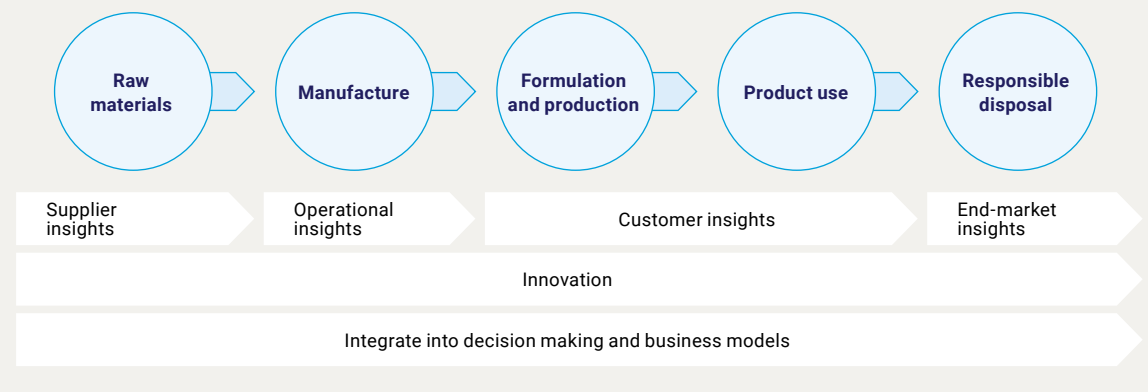 Raw
materials
Manufacture
Formulation
and production
Product use
Responsible
disposal
Supplier
insights
Operational
insights
Customer insights
End-market
insights
Innovation
Integrate into decision making and business models